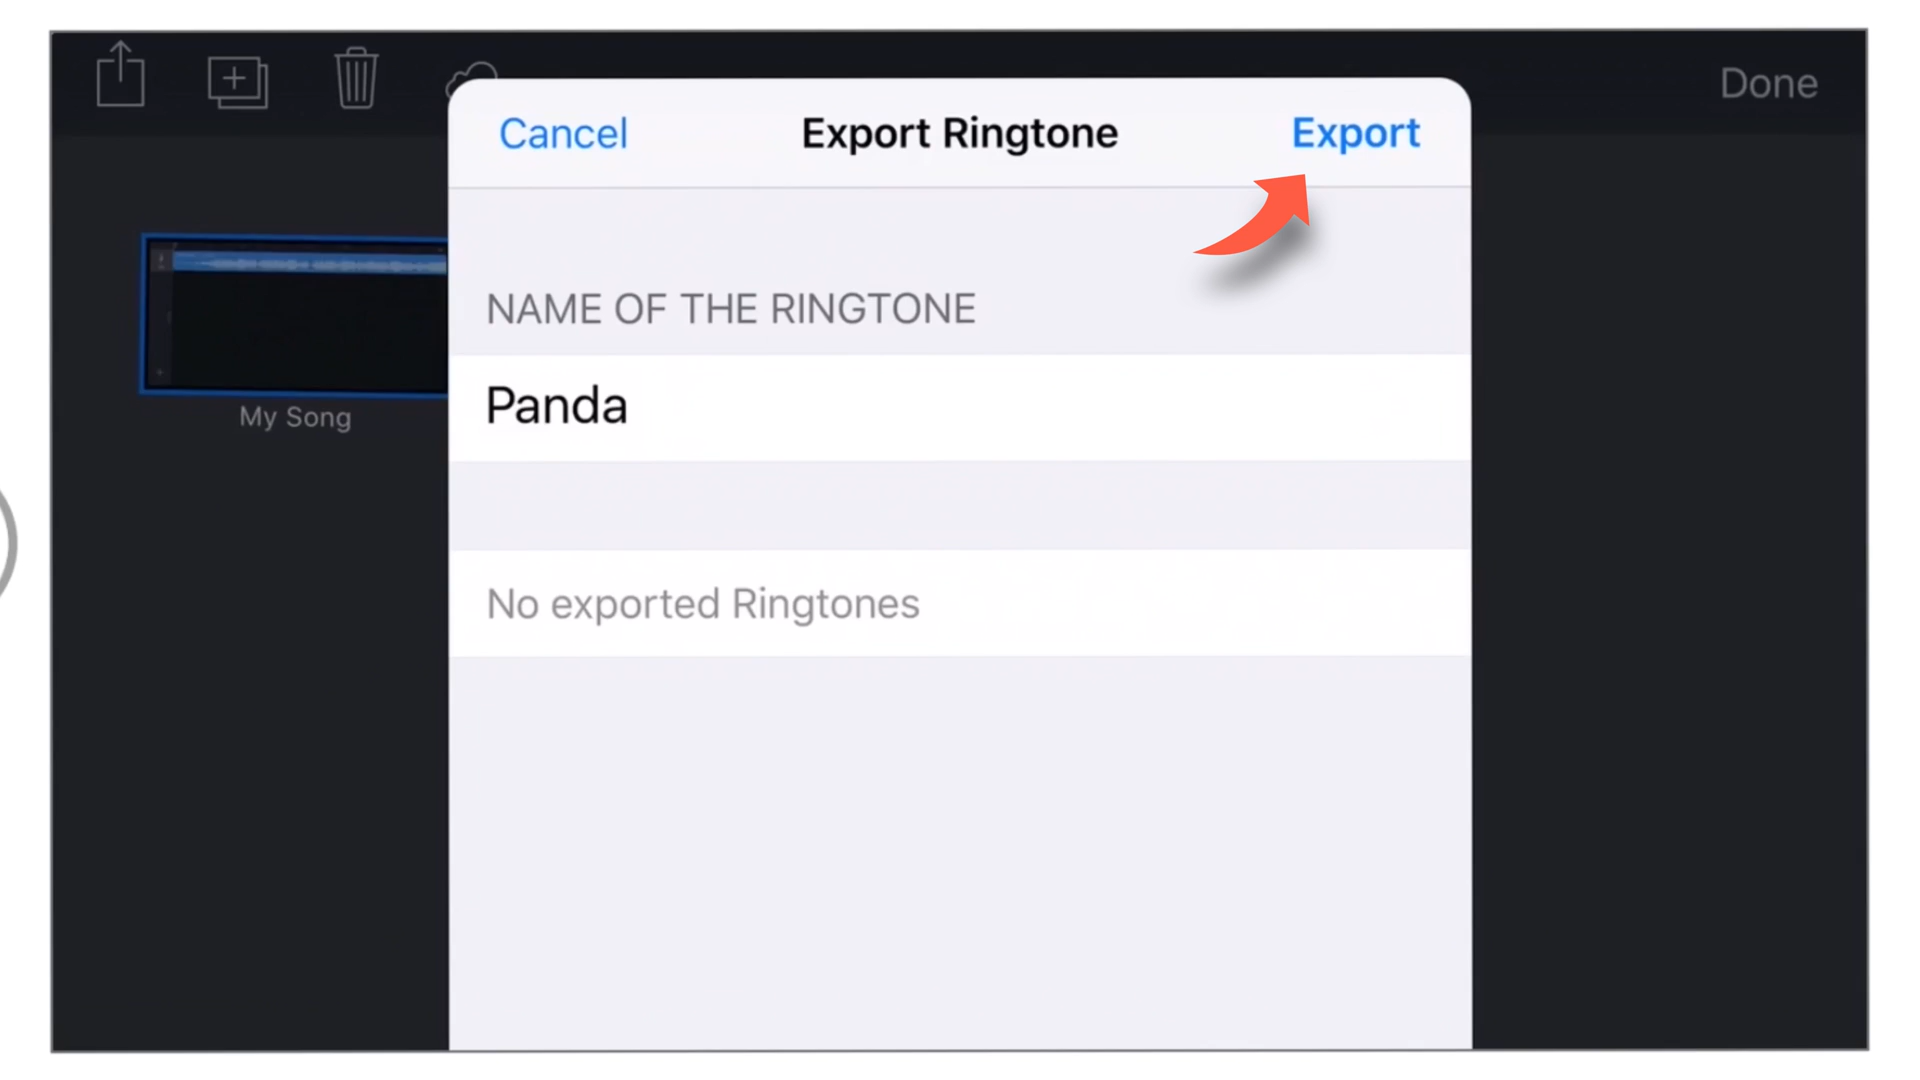 Done
Cancel
Export Ringtone
Export
NAME OF THE RINGTONE
Panda
My Song
No exported Ringtones